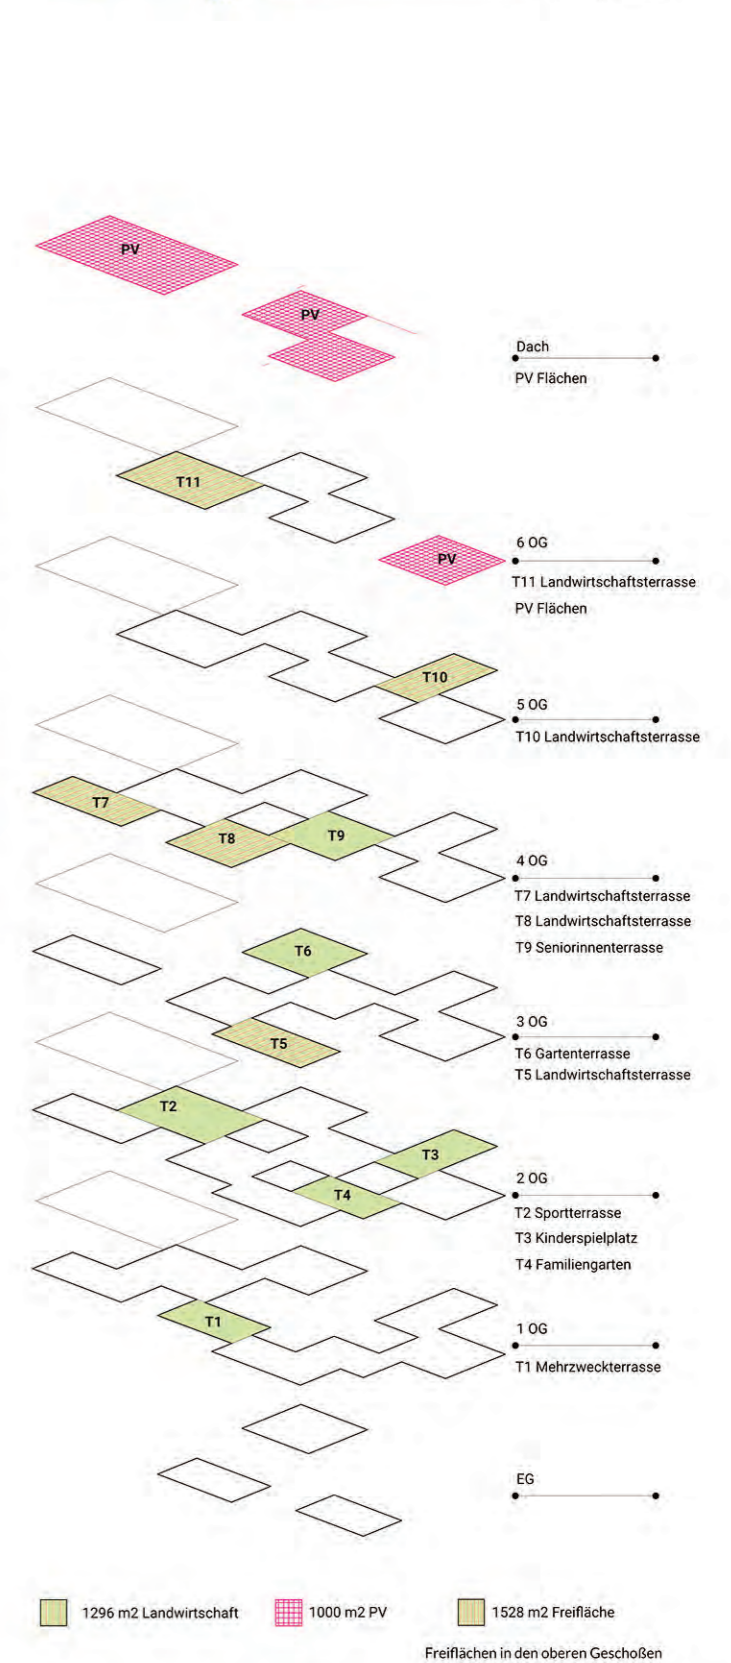 PV
PV
Dach
PV Flächen
T11
6 OG
PV
T11 Landwirtschaftsterrasse
PV Flächen
T10
5 OG
T10 Landwirtschaftsterrasse
T7
T8
T9
4 OG
T7 Landwirtschaftsterrasse
T8 Landwirtschaftsterrasse
T9 Seniorinnenterrasse
T6
3 OG
T5
T6 Gartenterrasse
T5 Landwirtschaftsterrasse
T2
T3
2 OG
T4
T2 Sportterrasse
T3 Kinderspielplatz
T4 Familiengarten
T1
1 OG
T1 Mehrzweckterrasse
EG
1296 m2 Landwirtschaft 1000 m2 PV 1528 m2 Freifläche
Freiflächen in den oberen Geschoßen